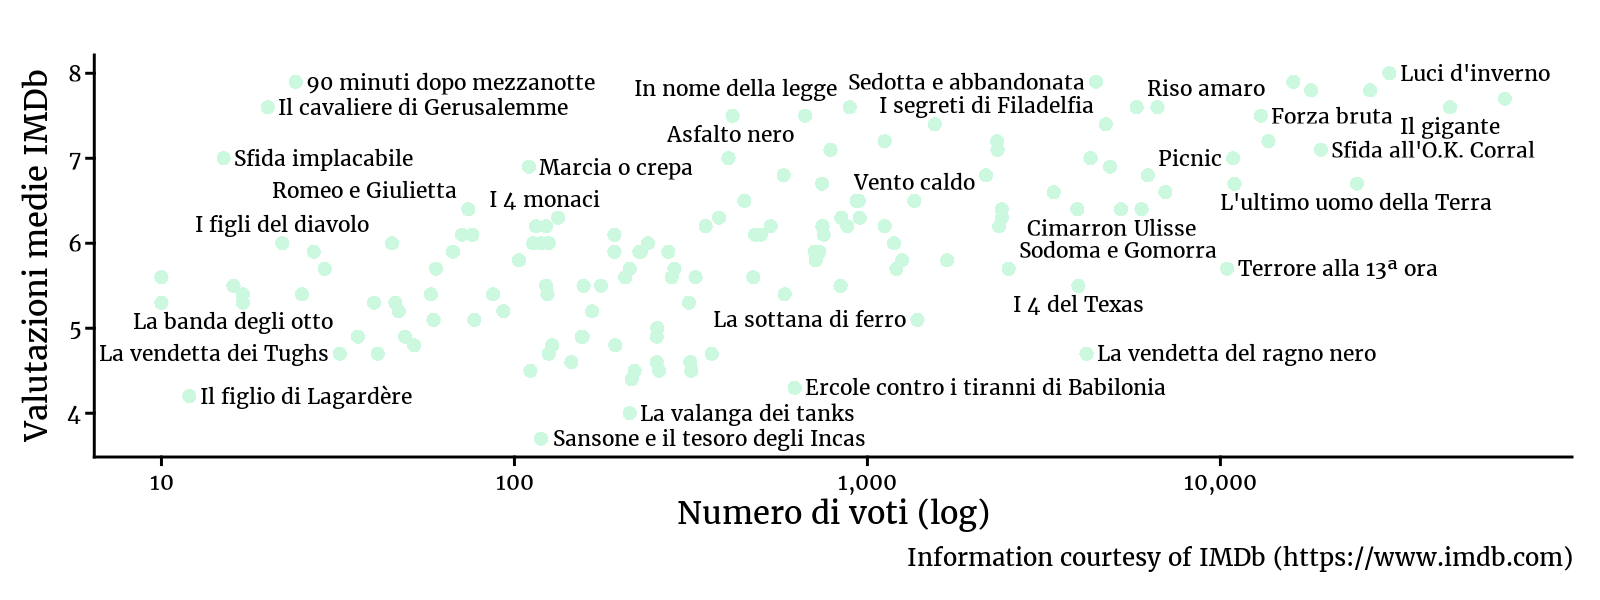 90 minuti dopo mezzanotte
Il cavaliere di Gerusalemme
In nome della legge
Sedotta e abbandonata
I segreti di Filadelfia
Riso amaro
Luci d'inverno
Asfalto nero
Forza bruta
Il gigante
Sfida implacabile
Marcia o crepa
Picnic
Sfida all'O.K. Corral
Romeo e Giulietta
I 4 monaci
Vento caldo
L'ultimo uomo della Terra
I figli del diavolo
Cimarron Ulisse
Sodoma e Gomorra
Terrore alla 13ª ora
I 4 del Texas
La banda degli otto
La sottana di ferro
La vendetta dei Tughs
La vendetta del ragno nero
Il figlio di Lagardère
Ercole contro i tiranni di Babilonia
La valanga dei tanks
Sansone e il tesoro degli Incas
Valutazioni medie IMDb
8
7
6
5
4
10
100
1,000
10,000
Numero di voti (log)
Information courtesy of IMDb (https://www.imdb.com)